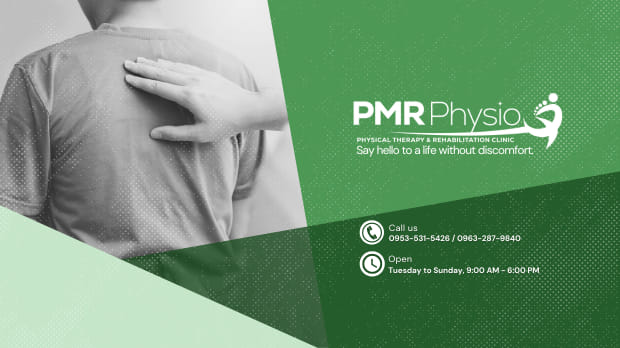 PMR Physio
PHYSICAL THERAPY & REHABILITATION CLINIC
Say hello to a life without discomfort.
Call us
0953-531-5426 / 0963-287-9840
Open
Tuesday to Sunday, 9:00 AM - 6:00 PM